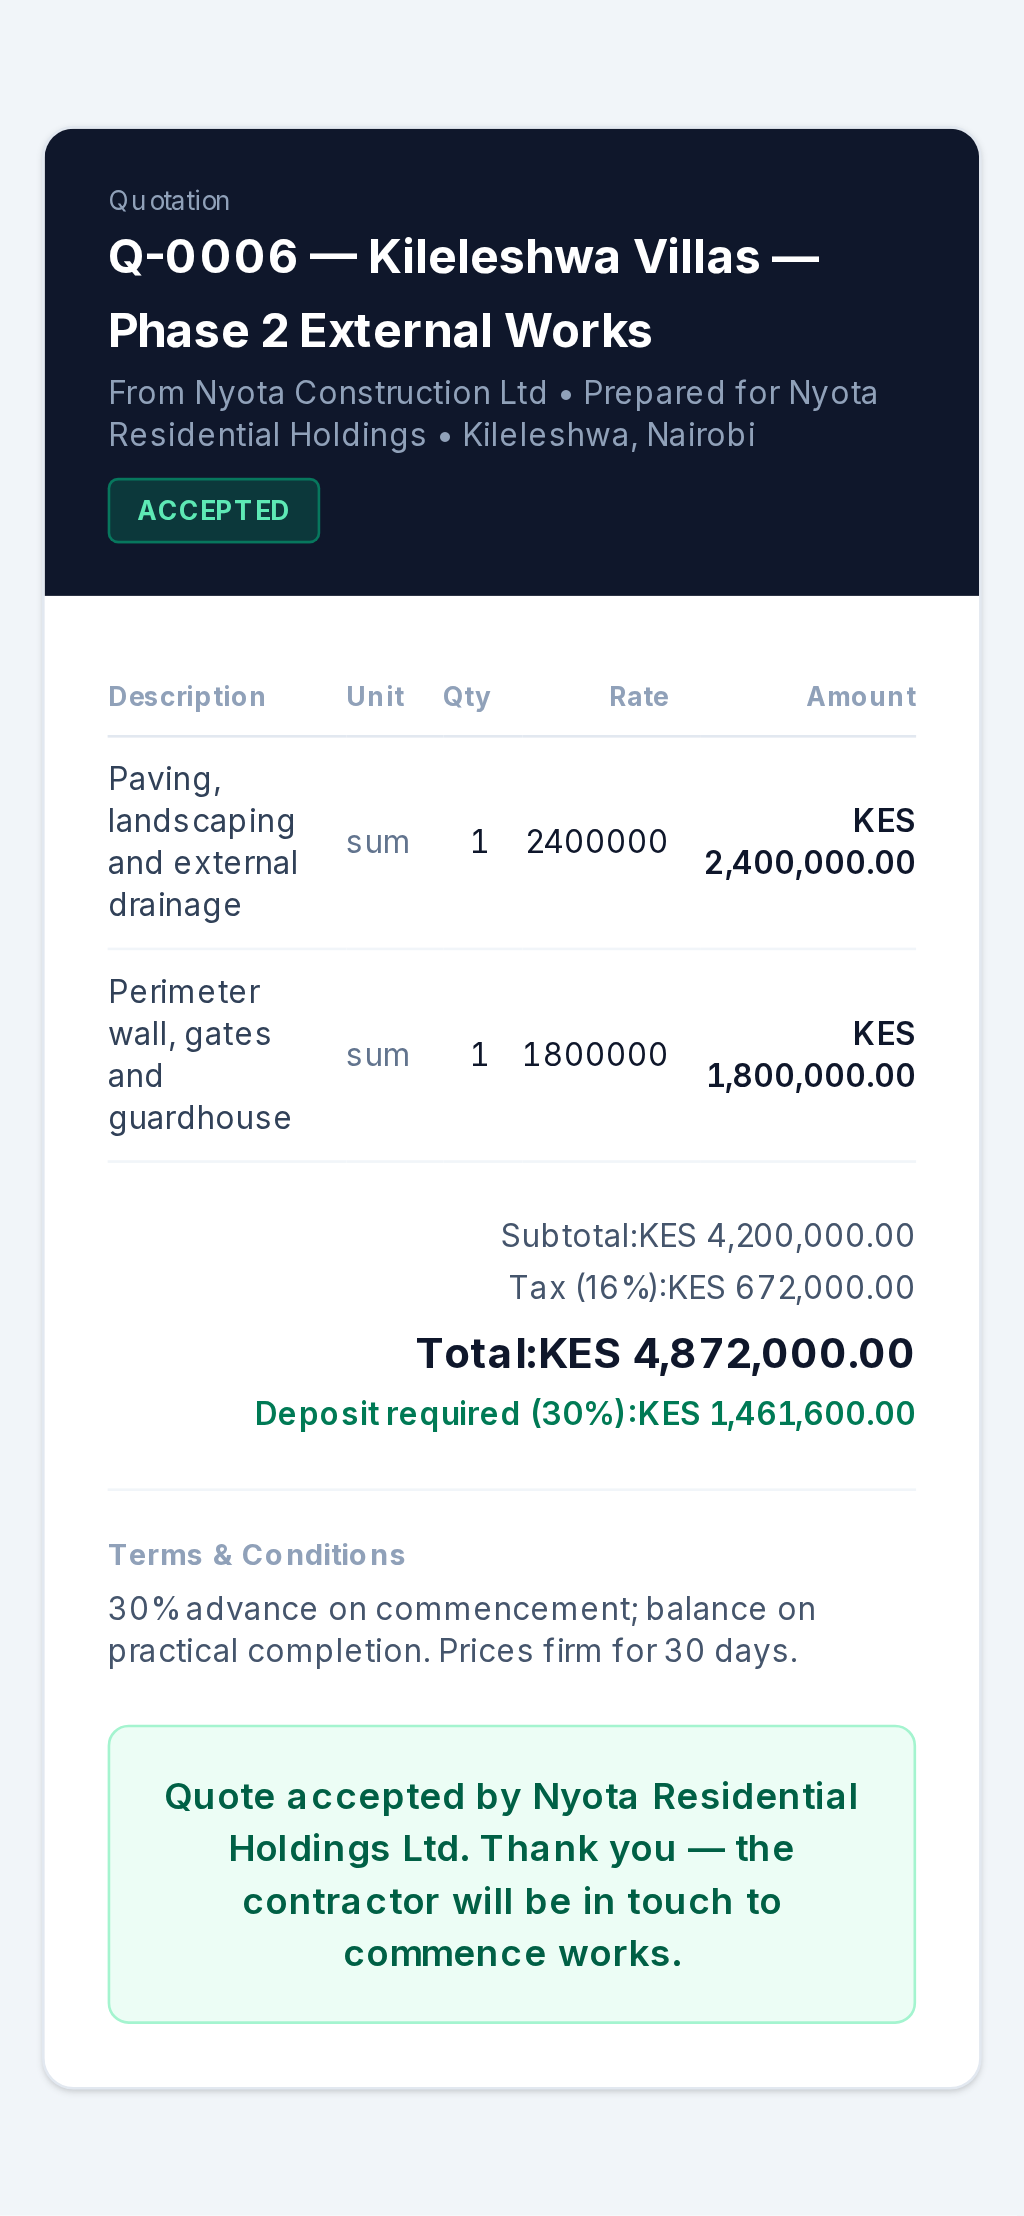 Quotation
Q-0006 — Kileleshwa Villas —
Phase 2 External Works
From Nyota Construction Ltd • Prepared for Nyota
Residential Holdings • Kileleshwa, Nairobi
ACCEPTED
Description Unit Qty Rate Amount
Paving,
landscaping
and external
drainage
sum 1 2400000 KES
2,400,000.00
Perimeter
wall, gates
and
guardhouse
sum 1 1800000 KES
1,800,000.00
Subtotal:KES 4,200,000.00
Tax (16%):KES 672,000.00
Total:KES 4,872,000.00
Deposit required (30%):KES 1,461,600.00
Terms & Conditions
30% advance on commencement; balance on
practical completion. Prices firm for 30 days.
Quote accepted by Nyota Residential
Holdings Ltd. Thank you — the
contractor will be in touch to
commence works.